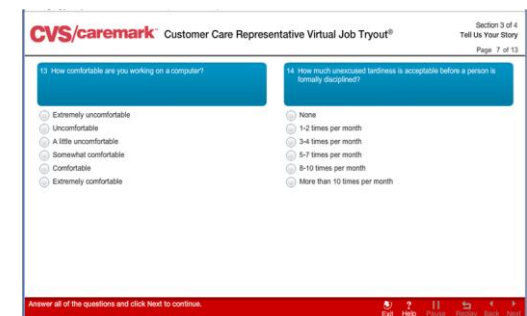 CVS/caremark Customer Care Representative Virtual Job Tryout®
Section 3 of 4
Tell Us Your Story
Page 7 of 13
13 How comfortable are you working on a computer?
Extremely uncomfortable
Uncomfortable
A little uncomfortable
Somewhat comfortable
Comfortable
Extremely comfortable
14 How much unexcused tardiness is acceptable before a person is
formally disciplined?
None
1-2 times per month
3-4 times per month
5-7 times per month
8-10 times per month
More than 10 times per month
Answer all of the questions and click Next to continue.
Exit Help Pause Replay Back Next